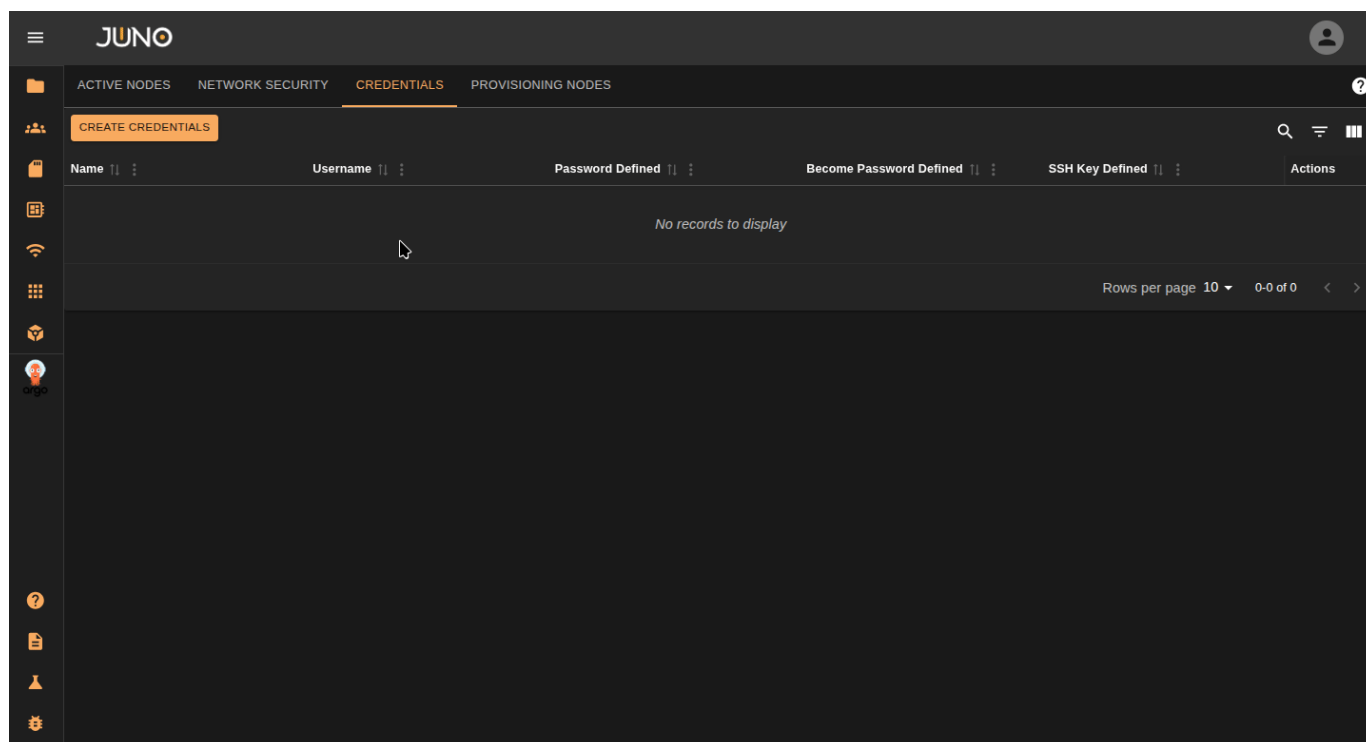 JUNO
ACTIVE NODES NETWORK SECURITY CREDENTIALS PROVISIONING NODES
CREATE CREDENTIALS
Name Username Password Defined Become Password Defined SSH Key Defined Actions
No records to display
Rows per page 10 0-0 of 0
argo